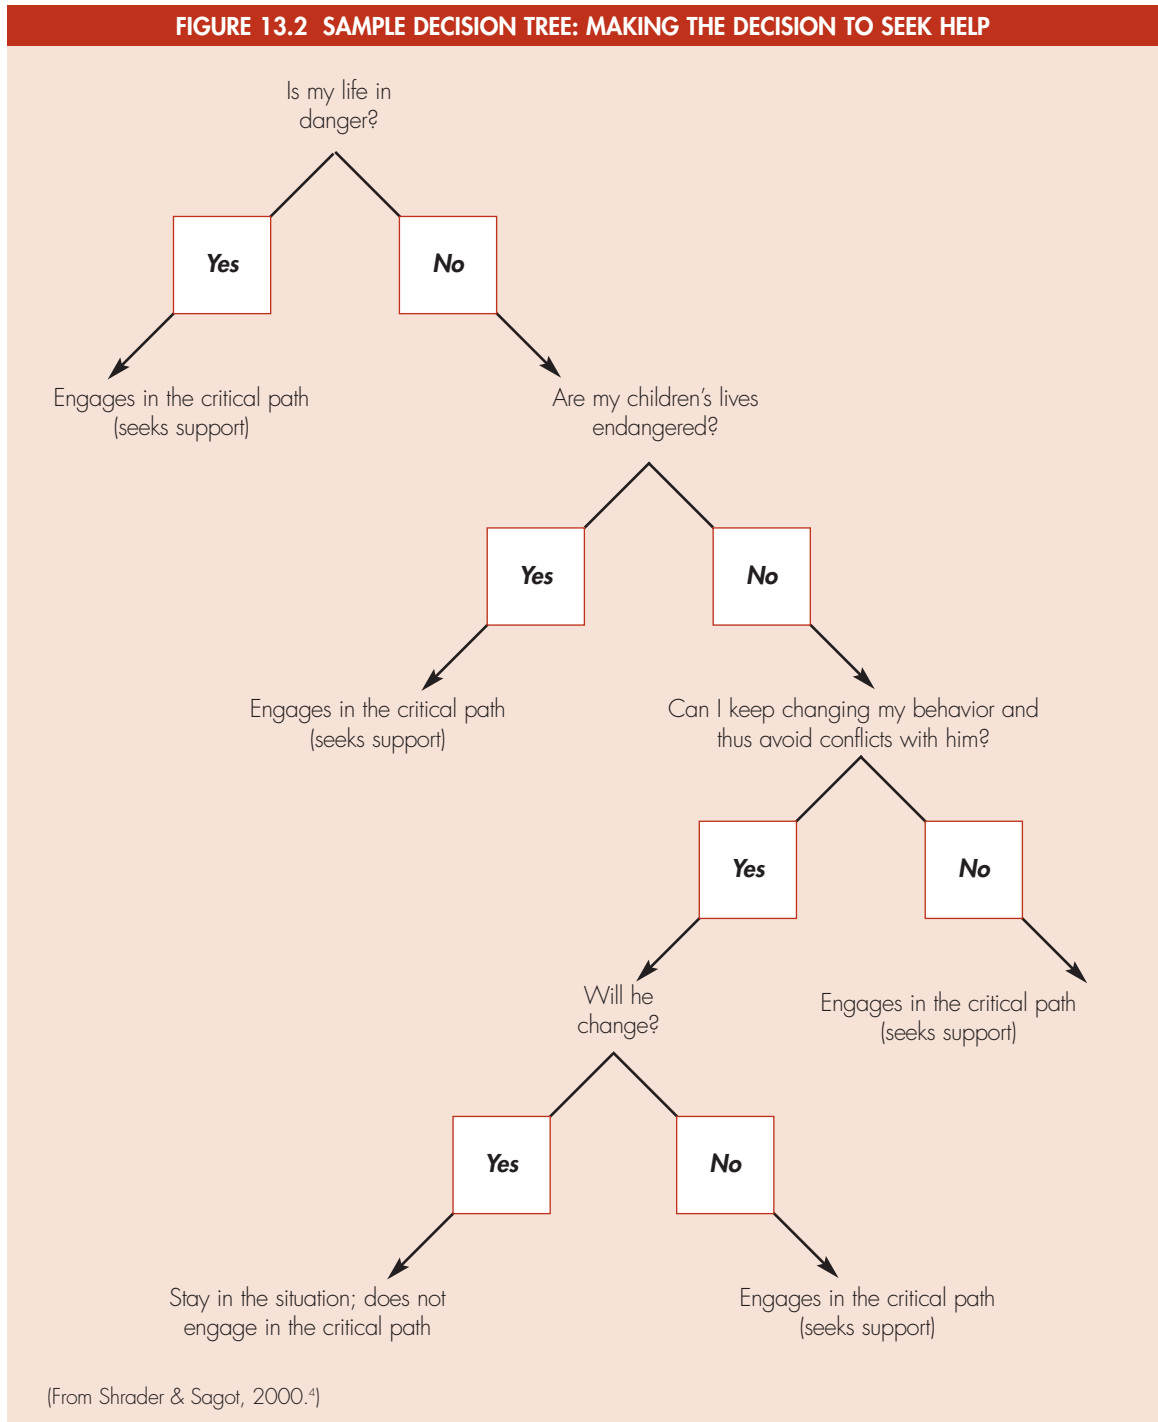 FIGURE 13.2 SAMPLE DECISION TREE: MAKING THE DECISION TO SEEK HELP
Is my life in
danger?
Yes
No
Engages in the critical path
(seeks support)
Are my children’s lives
endangered?
Yes
No
Engages in the critical path
(seeks support)
Can I keep changing my behavior and
thus avoid conflicts with him?
Yes
No
Will he
change?
Engages in the critical path
(seeks support)
Yes
No
Stay in the situation; does not
engage in the critical path
Engages in the critical path
(seeks support)
(From Shrader & Sagot, 2000.⁴)